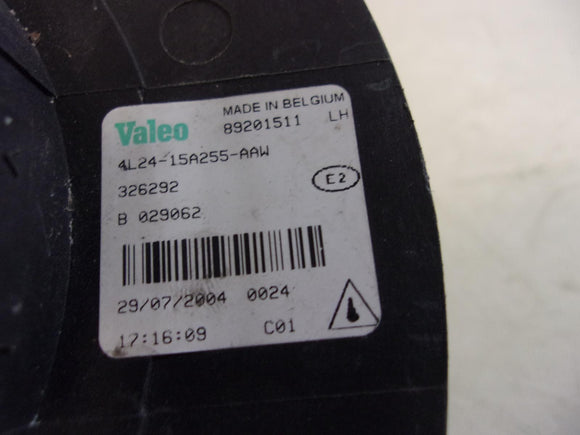 Valeo
MADE IN BELGIUM
89201511 LH
4L24-15A255-AAW
326292
E2
B 029062
29/07/2004 0024
17:16:09 C01